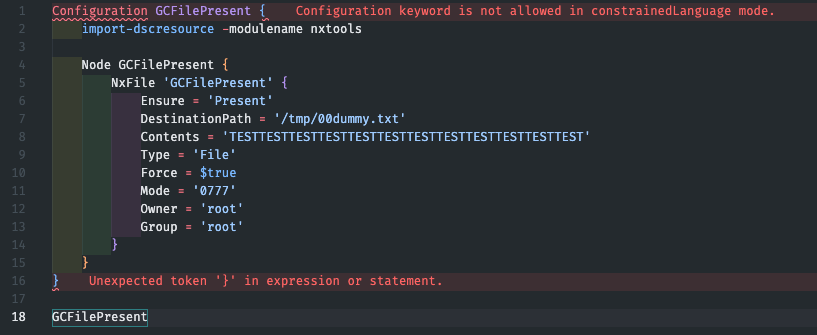 1 Configuration GCFilePresent { Configuration keyword is not allowed in constrainedLanguage mode.
2 import-dscresource -modulename nxtools
3
4 Node GCFilePresent {
5 NxFile 'GCFilePresent' {
6 Ensure = 'Present'
7 DestinationPath = '/tmp/00dummy.txt'
8 Contents = 'TESTTESTTESTTESTTESTTESTTESTTESTTESTTESTTESTTEST'
9 Type = 'File'
10 Force = $true
11 Mode = '0777'
12 Owner = 'root'
13 Group = 'root'
14 }
15 }
16 } Unexpected token '}' in expression or statement.
17
18 GCFilePresent